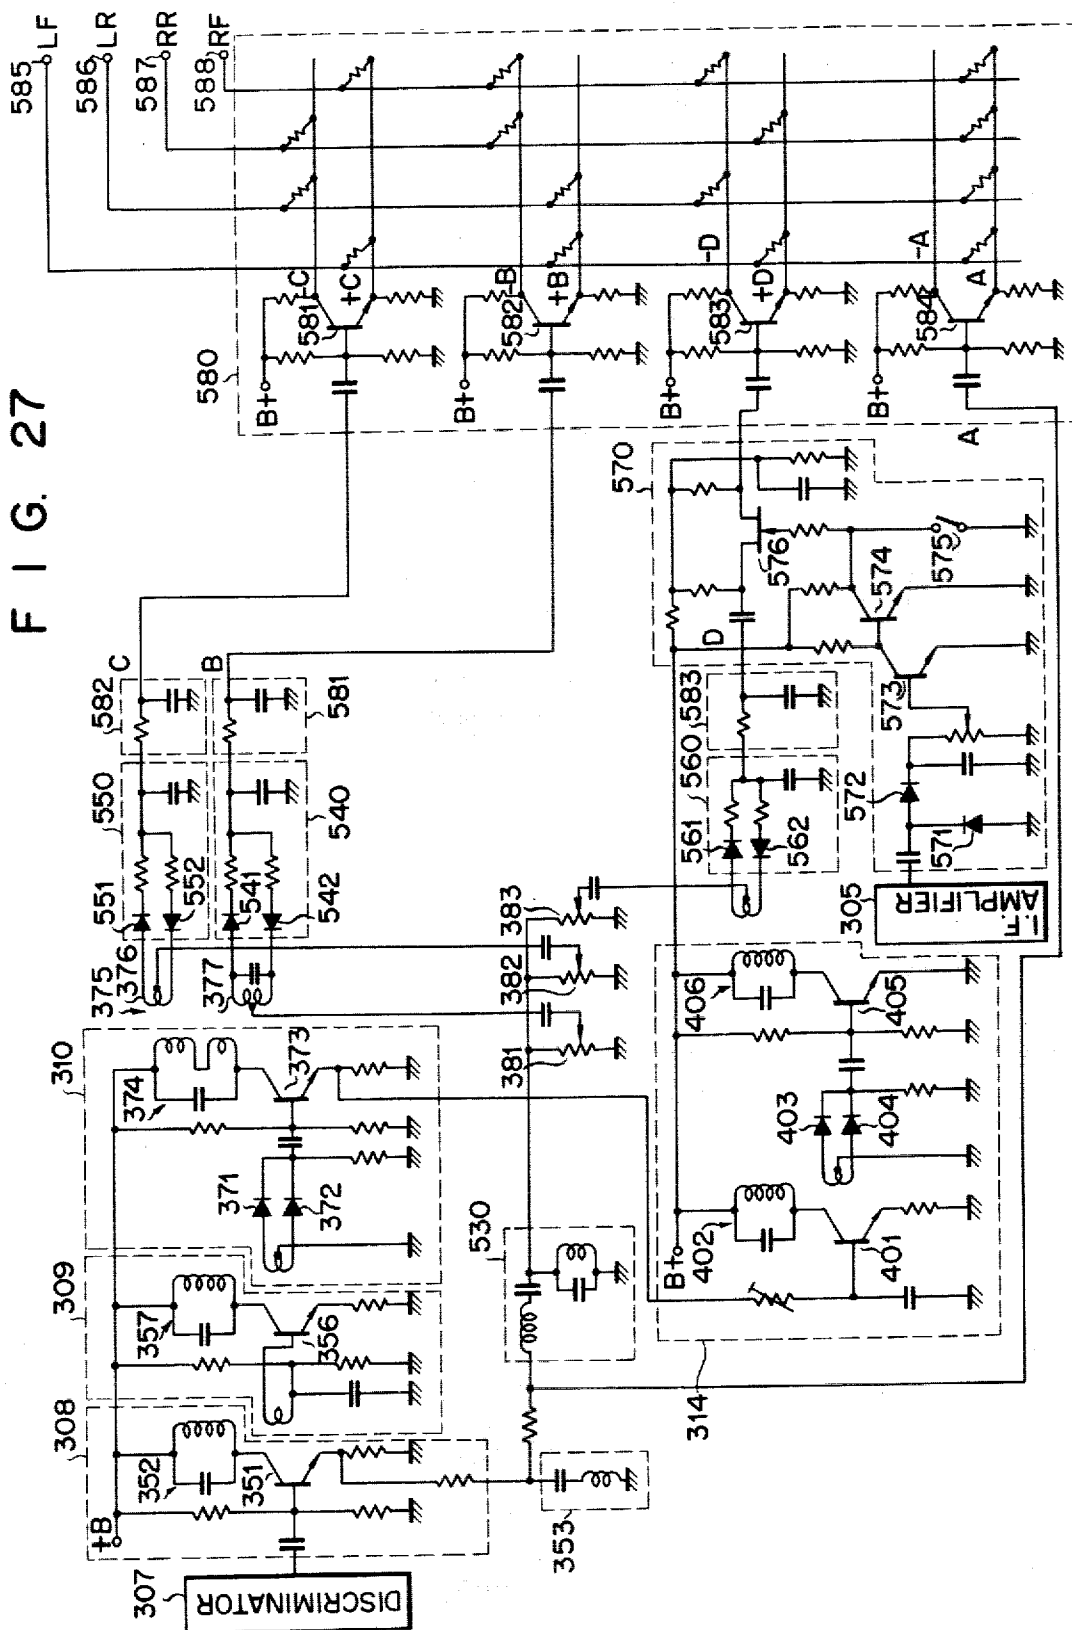 FIG. 27
585 LF
586 LR
587 RR
588 RF
580
B+
581
-C
+C
B+
582
-B
+B
B+
583
-D
+D
B+
584
-A
A
A
C
582
550
551
552
375
376
B
581
540
541
542
377
570
576
575
574
573
572
571
D
583
560
561
562
305
I.F. AMPLIFIER
383
382
381
310
374
373
371
372
309
357
356
308
352
351
+B
307
DISCRIMINATOR
353
530
314
B+
402
401
403
404
406
405